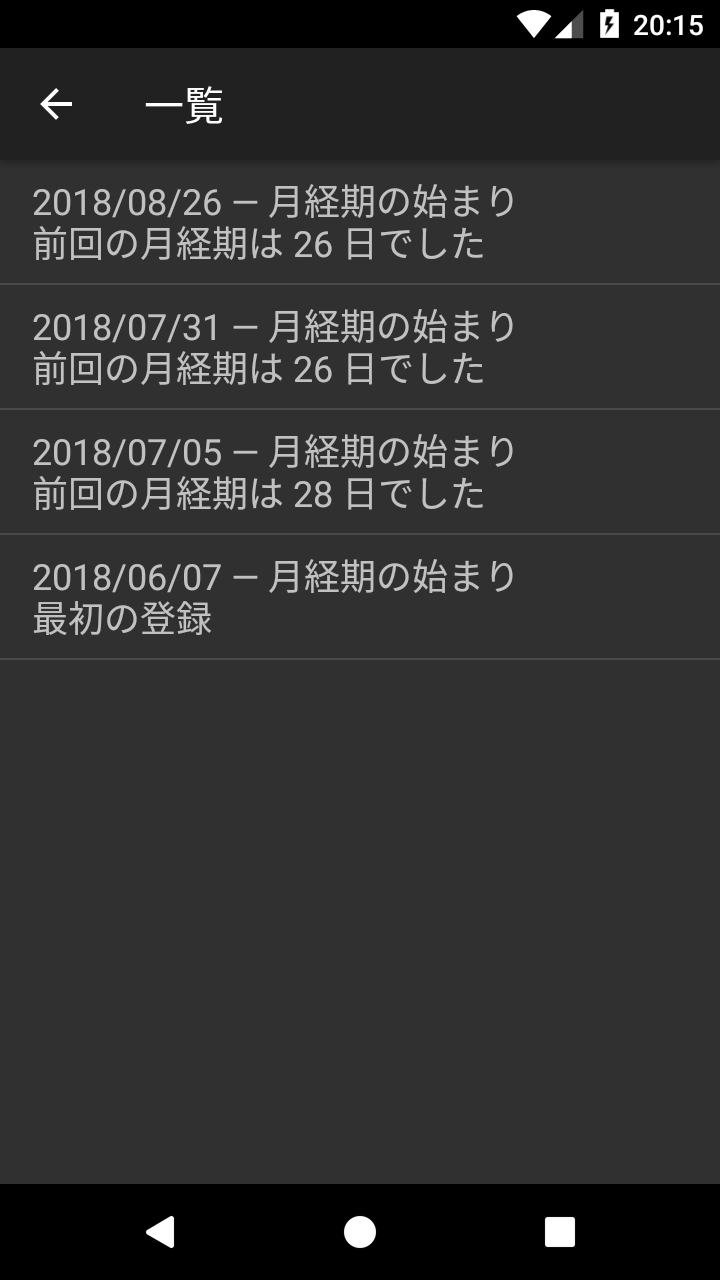 20:15
一覧
2018/08/26 — 月経期の始まり
前回の月経期は 26 日でした
2018/07/31 — 月経期の始まり
前回の月経期は 26 日でした
2018/07/05 — 月経期の始まり
前回の月経期は 28 日でした
2018/06/07 — 月経期の始まり
最初の登録